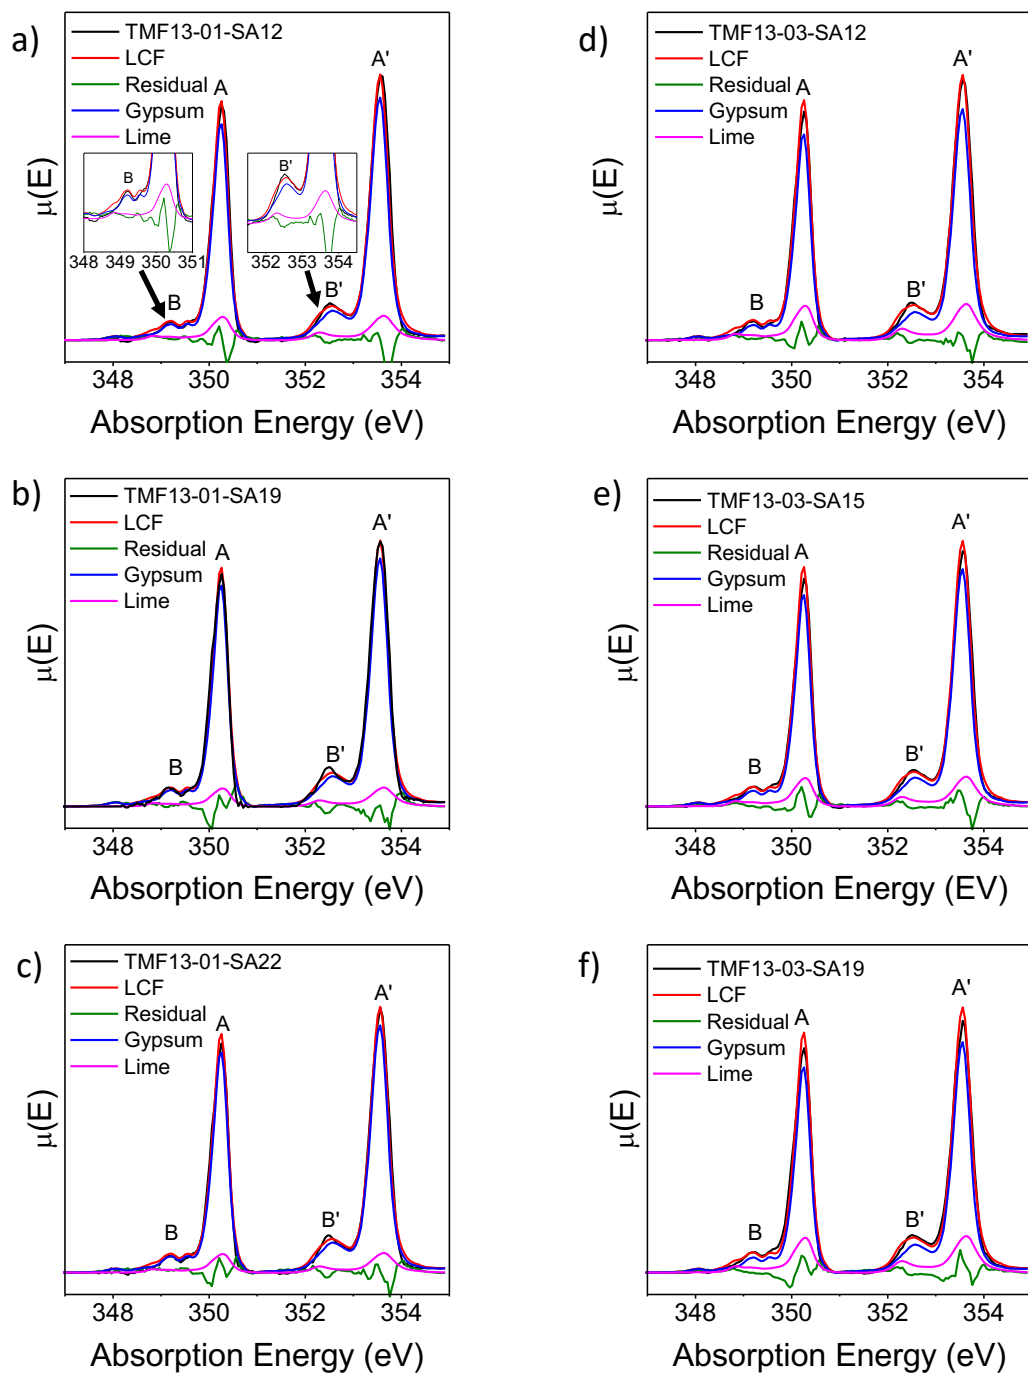 a)
TMF13-01-SA12
LCF
Residual
Gypsum
Lime
A
A'
B
348 349 350 351
B'
352 353 354
B
B'
μ(E)
348 350 352 354
Absorption Energy (eV)
d)
TMF13-03-SA12
LCF
Residual
Gypsum
Lime
A
A'
B
B'
μ(E)
348 350 352 354
Absorption Energy (eV)
b)
TMF13-01-SA19
LCF
Residual
Gypsum
Lime
A
A'
B
B'
μ(E)
348 350 352 354
Absorption Energy (eV)
e)
TMF13-03-SA15
LCF
Residual
Gypsum
Lime
A
A'
B
B'
μ(E)
348 350 352 354
Absorption Energy (EV)
c)
TMF13-01-SA22
LCF
Residual
Gypsum
Lime
A
A'
B
B'
μ(E)
348 350 352 354
Absorption Energy (eV)
f)
TMF13-03-SA19
LCF
Residual
Gypsum
Lime
A
A'
B
B'
μ(E)
348 350 352 354
Absorption Energy (eV)